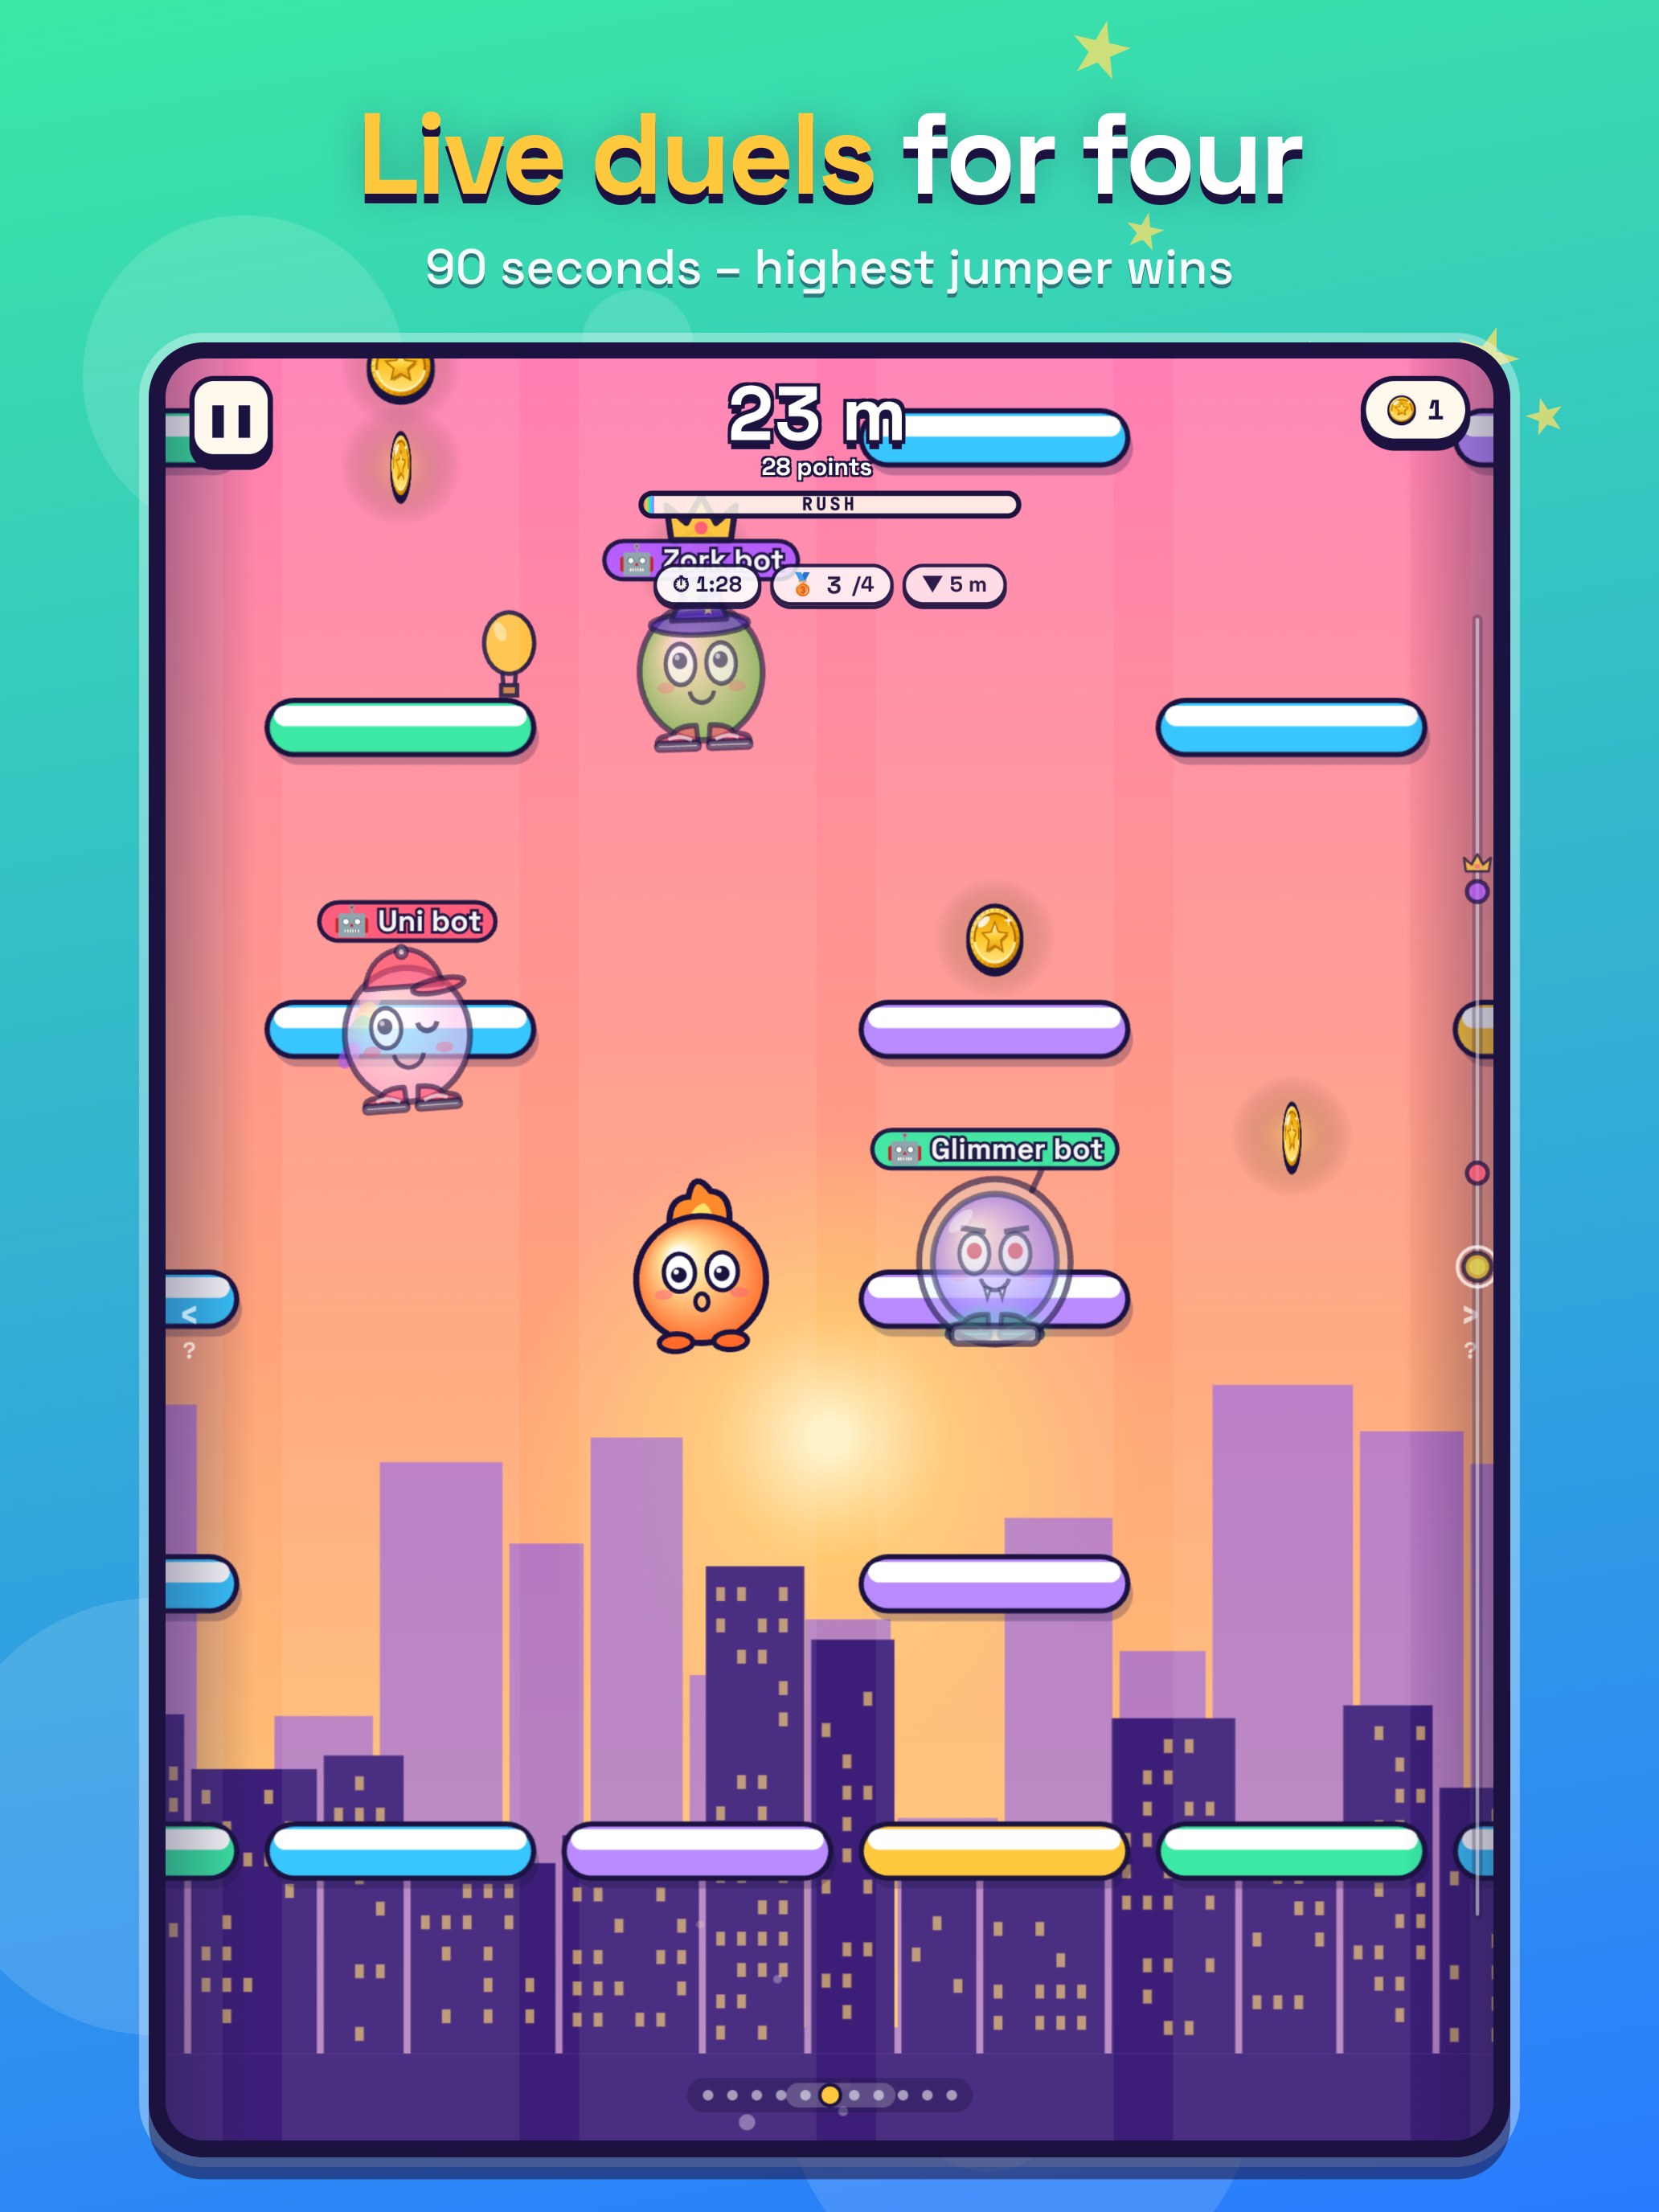 Live duels for four
90 seconds – highest jumper wins
23 m
1
28 points
RUSH
Zork bot
1:28
3 /4
▼ 5 m
Uni bot
Glimmer bot
< >
? ?